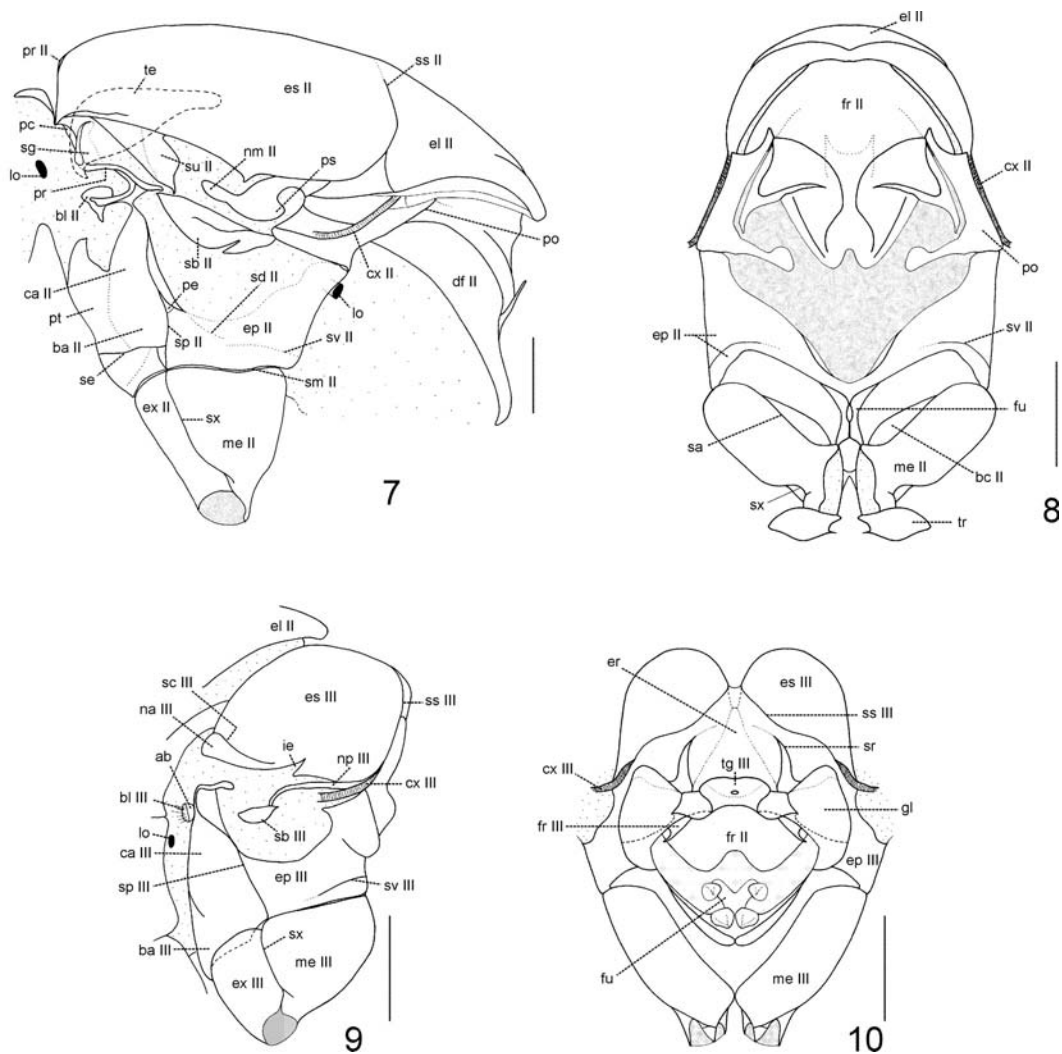 pr II
te
es II
ss II
el II
pc
sg
lo
pr
bl II
su II
nm II
ps
sb II
cx II
po
df II
lo
ca II
pt
ba II
se
pe
sp II
sd II
ep II
sv II
sm II
ex II
sx
me II
7
el II
fr II
cx II
po
ep II
sv II
sa
fu
me II
bc II
sx
tr
8
el II
sc III
na III
es III
ss III
ie
np III
cx III
ab
bl III
lo
ca III
sb III
sp III
ep III
sv III
ba III
sx
me III
ex III
9
er
es III
ss III
sr
tg III
cx III
gl
fr III
fr II
ep III
fu
me III
10